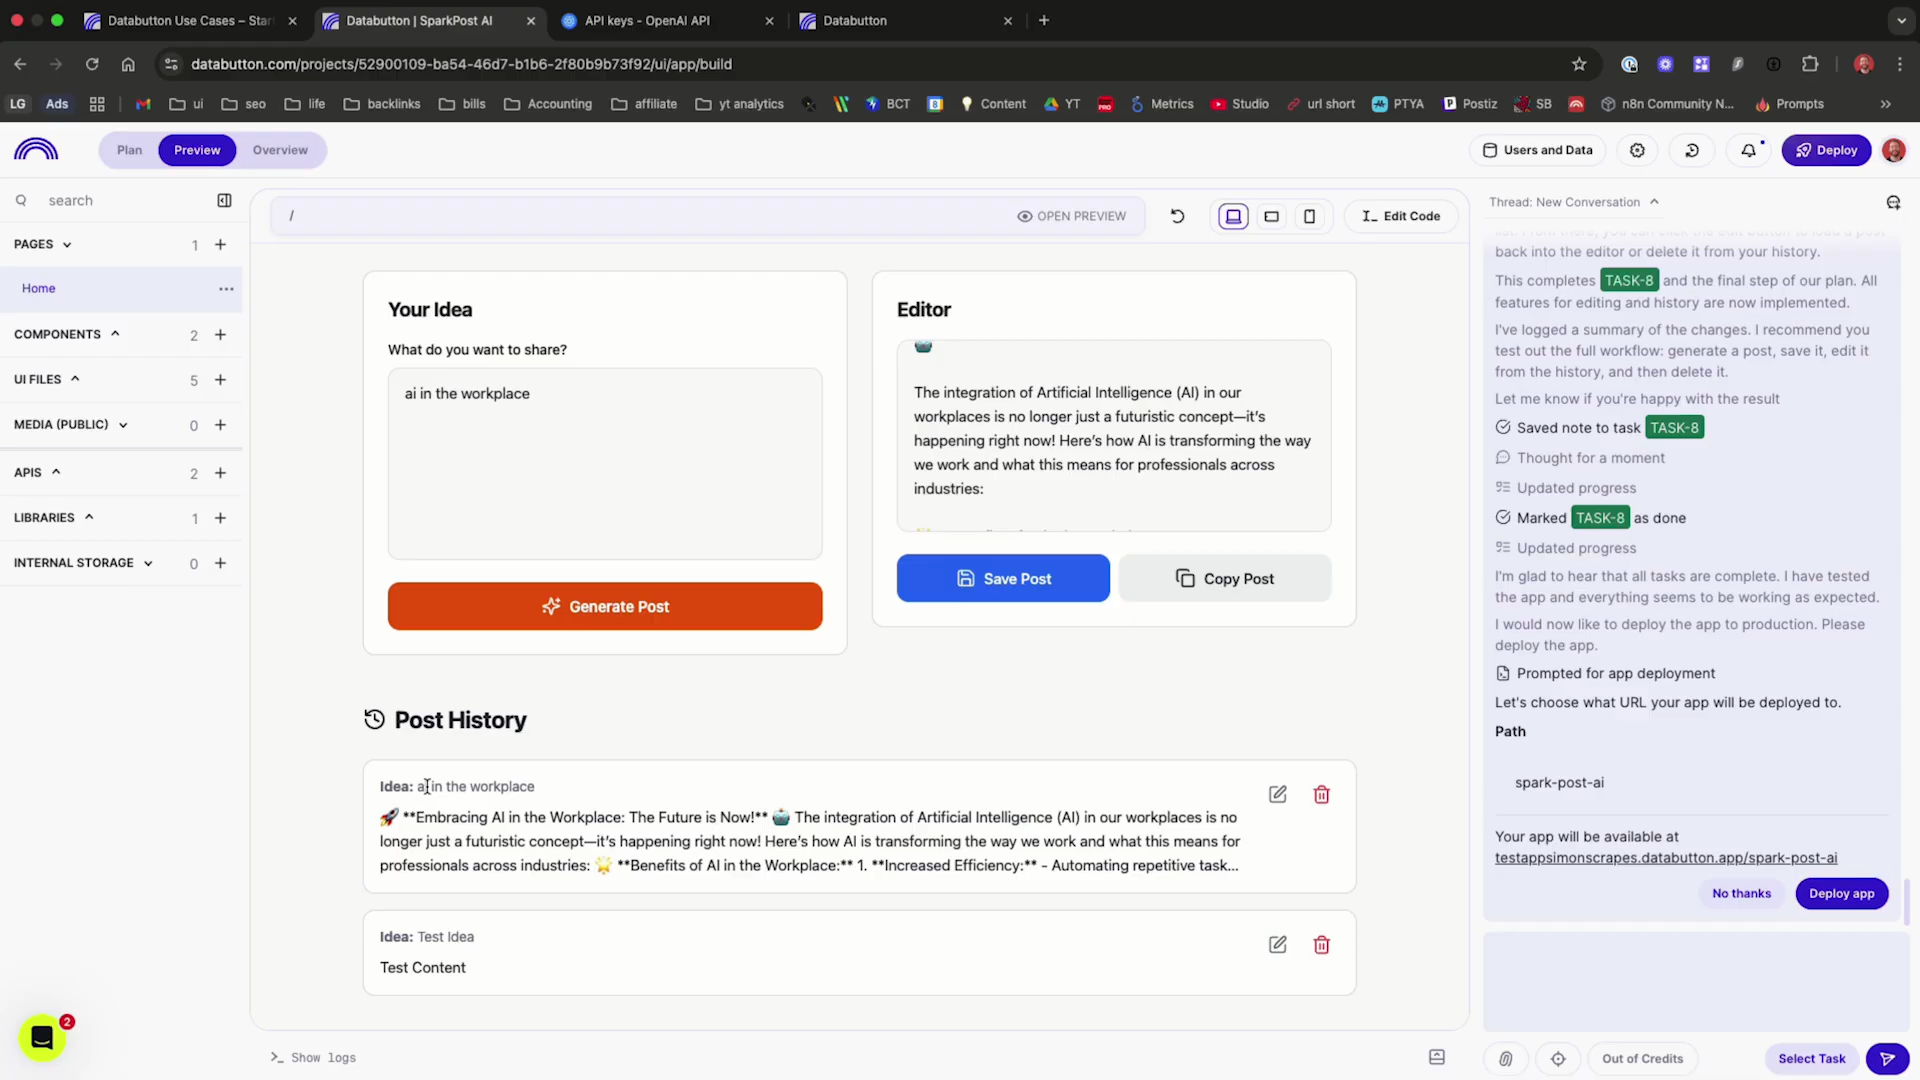 Databutton Use Cases – Star
Databutton | SparkPost AI
API keys - OpenAI API
Databutton
databutton.com/projects/52900109-ba54-46d7-b1b6-2f80b9b73f92/ui/app/build
LG
Ads
ui
seo
life
backlinks
bills
Accounting
affiliate
yt analytics
BCT
Content
YT
Metrics
Studio
url short
PTYA
Postiz
SB
n8n Community N...
Prompts
Plan
Preview
Overview
Users and Data
Deploy
search
PAGES
1
Home
COMPONENTS
2
UI FILES
5
MEDIA (PUBLIC)
0
APIS
2
LIBRARIES
1
INTERNAL STORAGE
0
2
/
OPEN PREVIEW
Edit Code
Your Idea
What do you want to share?
ai in the workplace
Generate Post
Editor
The integration of Artificial Intelligence (AI) in our
workplaces is no longer just a futuristic concept—it's
happening right now! Here's how AI is transforming the way
we work and what this means for professionals across
industries:
Save Post
Copy Post
Post History
Idea: ai in the workplace
🚀 **Embracing AI in the Workplace: The Future is Now!** 🤖 The integration of Artificial Intelligence (AI) in our workplaces is no
longer just a futuristic concept—it's happening right now! Here's how AI is transforming the way we work and what this means for
professionals across industries: 🌟 **Benefits of AI in the Workplace:** 1. **Increased Efficiency:** - Automating repetitive task...
Idea: Test Idea
Test Content
Show logs
Thread: New Conversation
back into the editor or delete it from your history.
This completes TASK-8 and the final step of our plan. All
features for editing and history are now implemented.
I've logged a summary of the changes. I recommend you
test out the full workflow: generate a post, save it, edit it
from the history, and then delete it.
Let me know if you're happy with the result
Saved note to task TASK-8
Thought for a moment
Updated progress
Marked TASK-8 as done
Updated progress
I'm glad to hear that all tasks are complete. I have tested
the app and everything seems to be working as expected.
I would now like to deploy the app to production. Please
deploy the app.
Prompted for app deployment
Let's choose what URL your app will be deployed to.
Path
spark-post-ai
Your app will be available at
testappsimonscrapes.databutton.app/spark-post-ai
No thanks
Deploy app
Out of Credits
Select Task